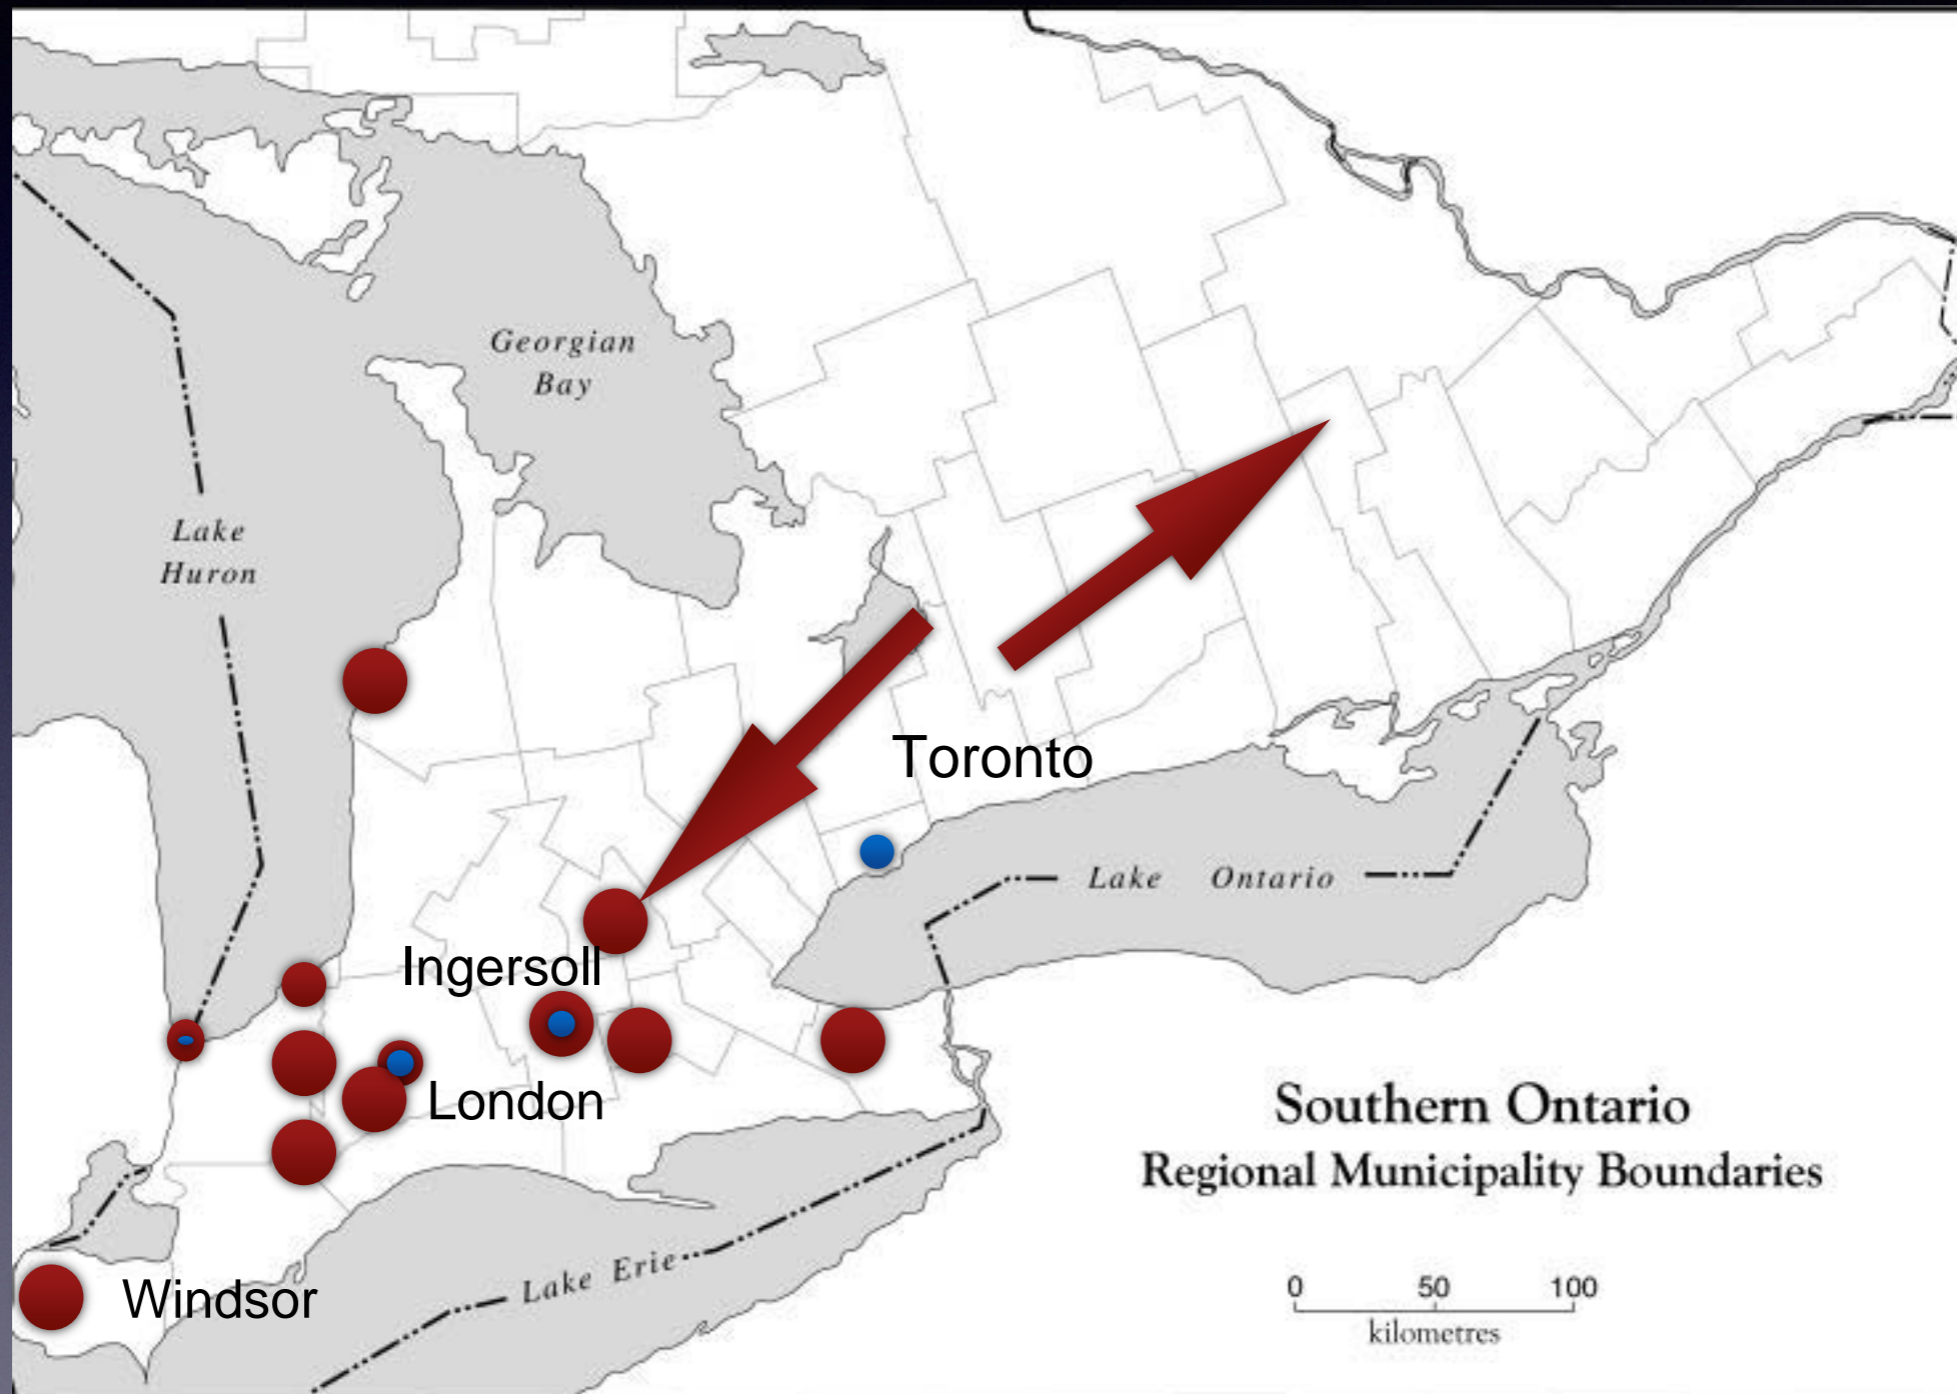 Georgian
Bay
Lake
Huron
Toronto
Lake Ontario
Ingersoll
London
Southern Ontario
Regional Municipality Boundaries
Lake Erie
Windsor
0 50 100
kilometres